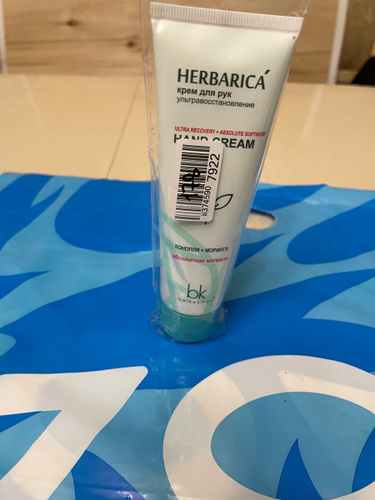 HERBARICA
крем для рук
ультравосстановление
ULTRA RECOVERY • ABSOLUTE SOFTNESS
HAND CREAM
7922
КОНОПЛЯ + МОРИНГА
абсолютная мягкость
bk